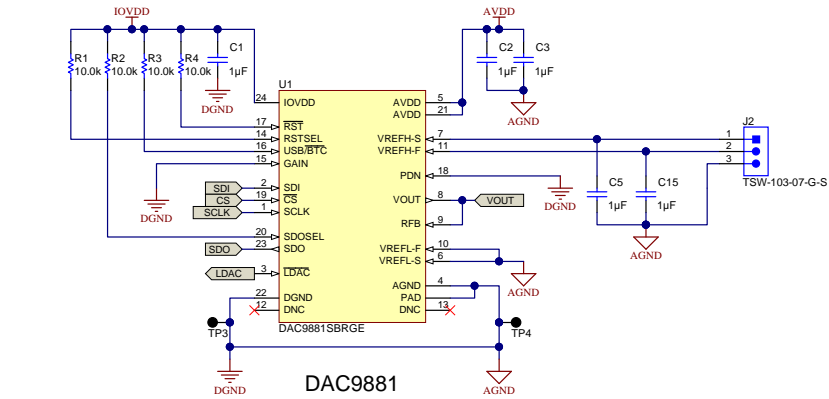 IOVDD
AVDD
R1
10.0k
R2
10.0k
R3
10.0k
R4
10.0k
C1
1µF
DGND
C2
1µF
C3
1µF
AGND
U1
24 IOVDD
17 RST
14 RSTSEL
16 USB/BTC
15 GAIN
SDI 2 SDI
CS 19 CS
SCLK 1 SCLK
20 SDOSEL
SDO 23 SDO
LDAC 3 LDAC
22 DGND
12 DNC
AVDD 5
AVDD 21
VREFH-S 7
VREFH-F 11
PDN 18
VOUT 8 VOUT
RFB 9
VREFL-F 10
VREFL-S 6
AGND 4
PAD
DNC 13
DAC9881SBRGE
DGND
DGND
J2
1
2
3
TSW-103-07-G-S
C5
1µF
C15
1µF
AGND
AGND
TP3
TP4
DGND
AGND
DAC9881